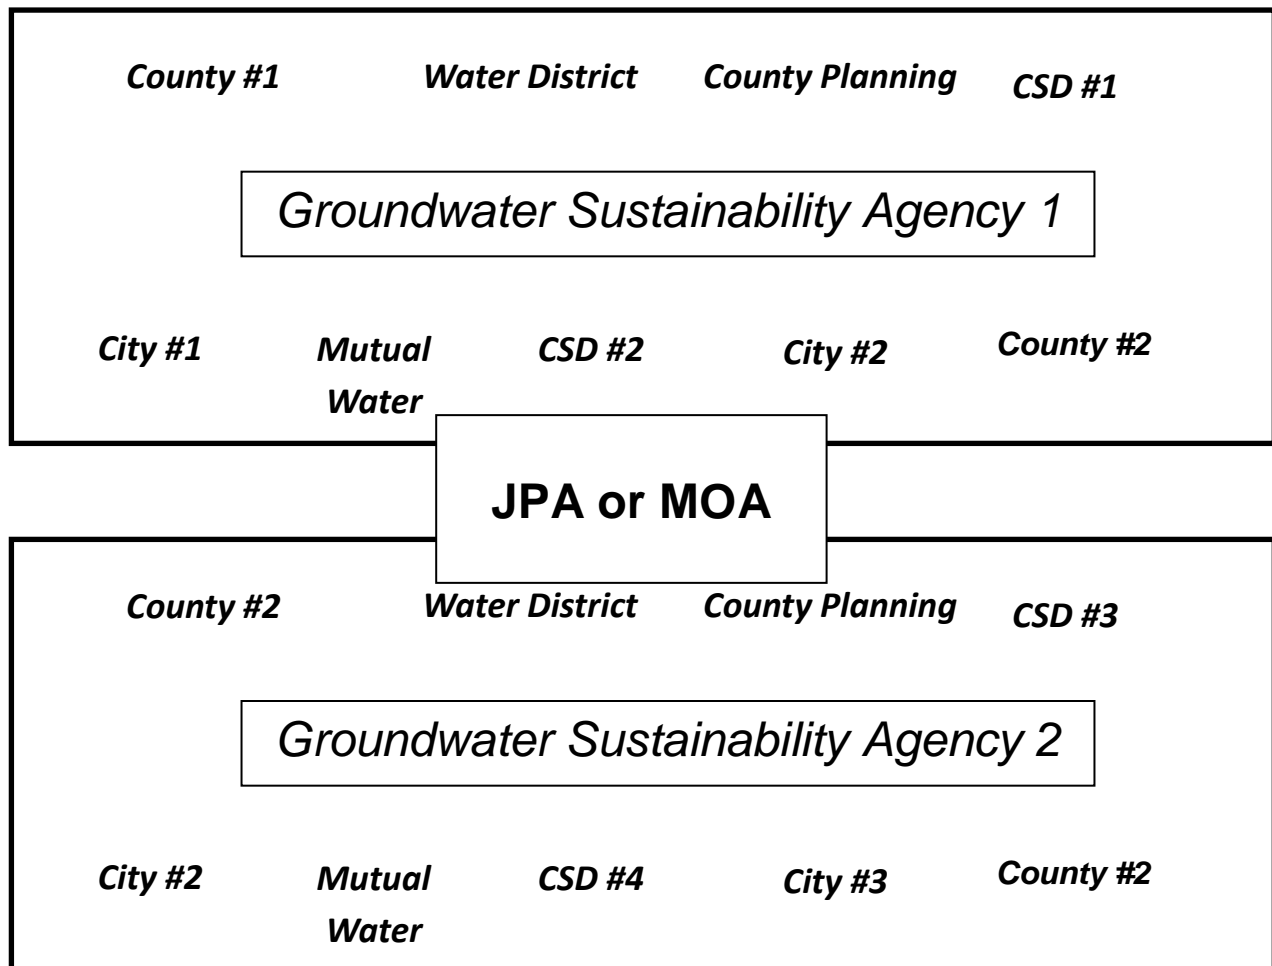 County #1 Water District County Planning CSD #1
Groundwater Sustainability Agency 1
City #1 Mutual CSD #2 City #2 County #2
Water
JPA or MOA
County #2 Water District County Planning CSD #3
Groundwater Sustainability Agency 2
City #2 Mutual CSD #4 City #3 County #2
Water